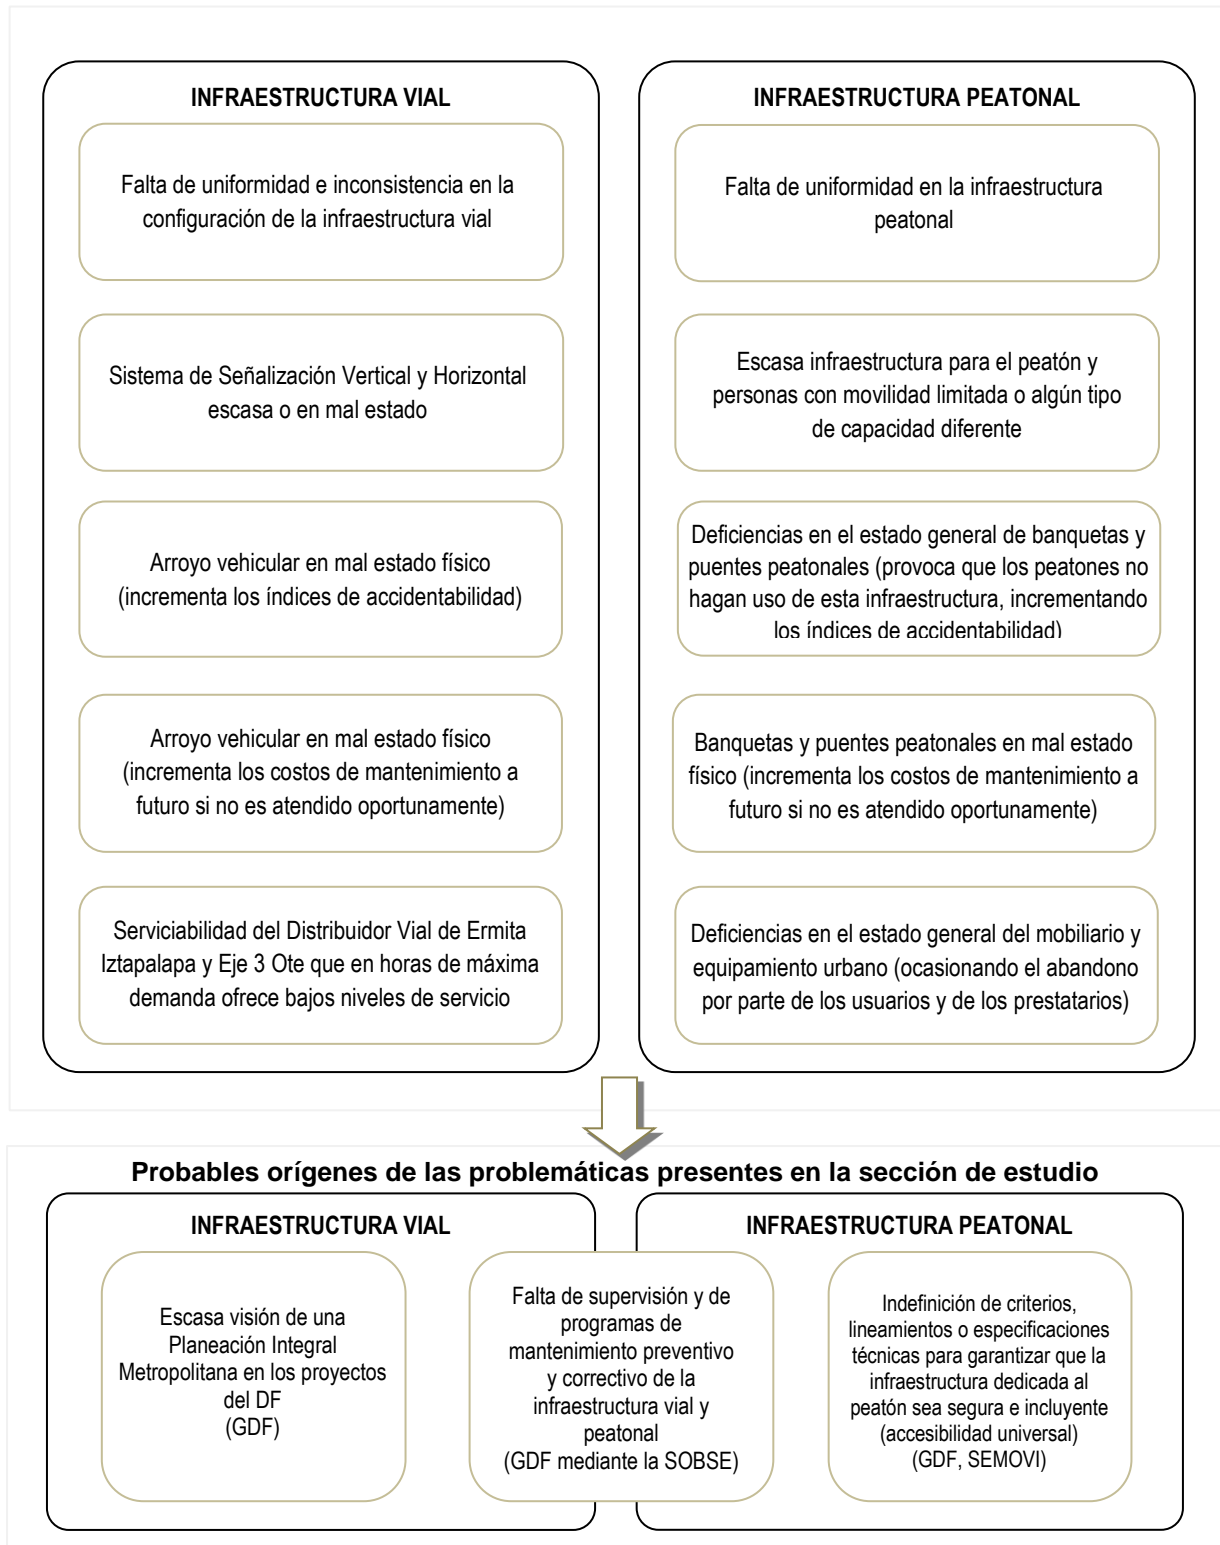 INFRAESTRUCTURA VIAL
Falta de uniformidad e inconsistencia en la
configuración de la infraestructura vial
Sistema de Señalización Vertical y Horizontal
escasa o en mal estado
Arroyo vehicular en mal estado físico
(incrementa los índices de accidentabilidad)
Arroyo vehicular en mal estado físico
(incrementa los costos de mantenimiento a
futuro si no es atendido oportunamente)
Serviciabilidad del Distribuidor Vial de Ermita
Iztapalapa y Eje 3 Ote que en horas de máxima
demanda ofrece bajos niveles de servicio
INFRAESTRUCTURA PEATONAL
Falta de uniformidad en la infraestructura
peatonal
Escasa infraestructura para el peatón y
personas con movilidad limitada o algún tipo
de capacidad diferente
Deficiencias en el estado general de banquetas y
puentes peatonales (provoca que los peatones no
hagan uso de esta infraestructura, incrementando
los índices de accidentabilidad)
Banquetas y puentes peatonales en mal estado
físico (incrementa los costos de mantenimiento a
futuro si no es atendido oportunamente)
Deficiencias en el estado general del mobiliario y
equipamiento urbano (ocasionando el abandono
por parte de los usuarios y de los prestatarios)
Probables orígenes de las problemáticas presentes en la sección de estudio
INFRAESTRUCTURA VIAL
Escasa visión de una
Planeación Integral
Metropolitana en los proyectos
del DF
(GDF)
Falta de supervisión y de
programas de
mantenimiento preventivo
y correctivo de la
infraestructura vial y
peatonal
(GDF mediante la SOBSE)
INFRAESTRUCTURA PEATONAL
Indefinición de criterios,
lineamientos o especificaciones
técnicas para garantizar que la
infraestructura dedicada al
peatón sea segura e incluyente
(accesibilidad universal)
(GDF, SEMOVI)